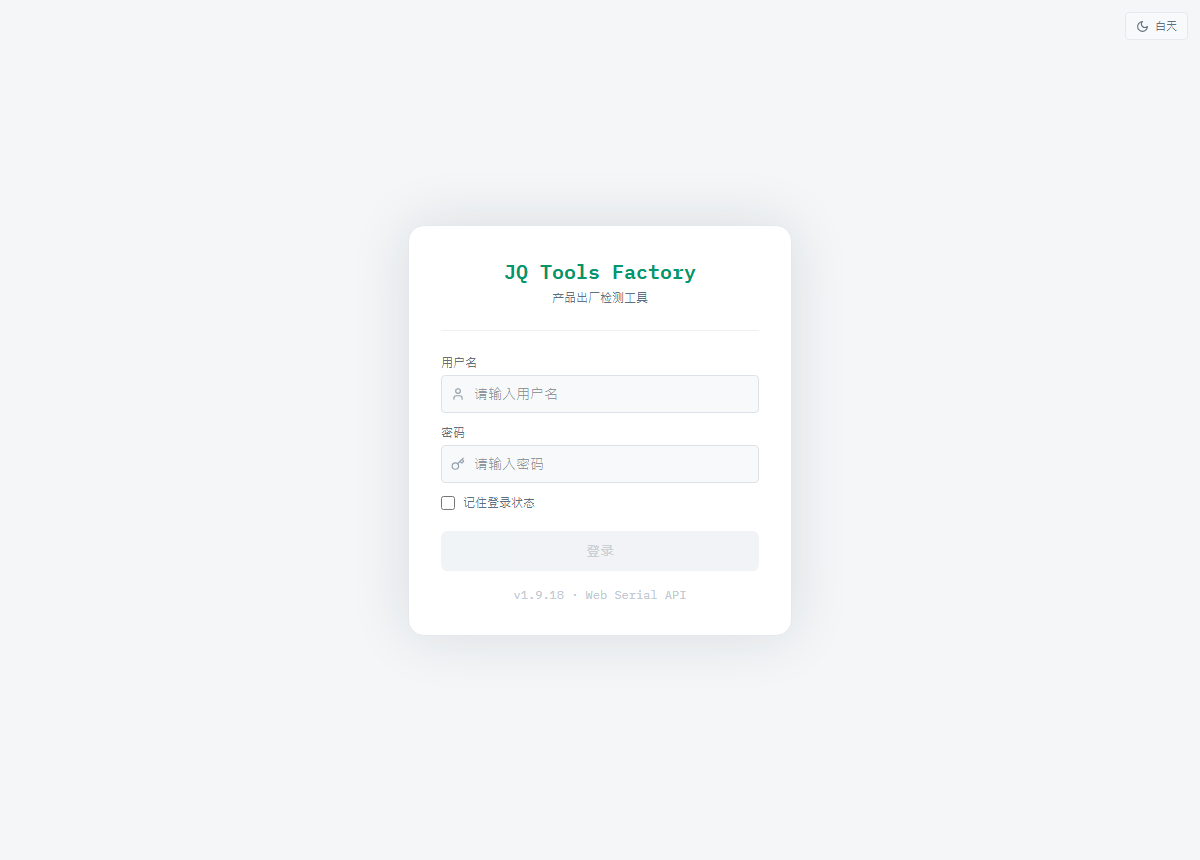 白天
JQ Tools Factory
产品出厂检测工具
用户名
请输入用户名
密码
请输入密码
记住登录状态
登录
v1.9.18 · Web Serial API